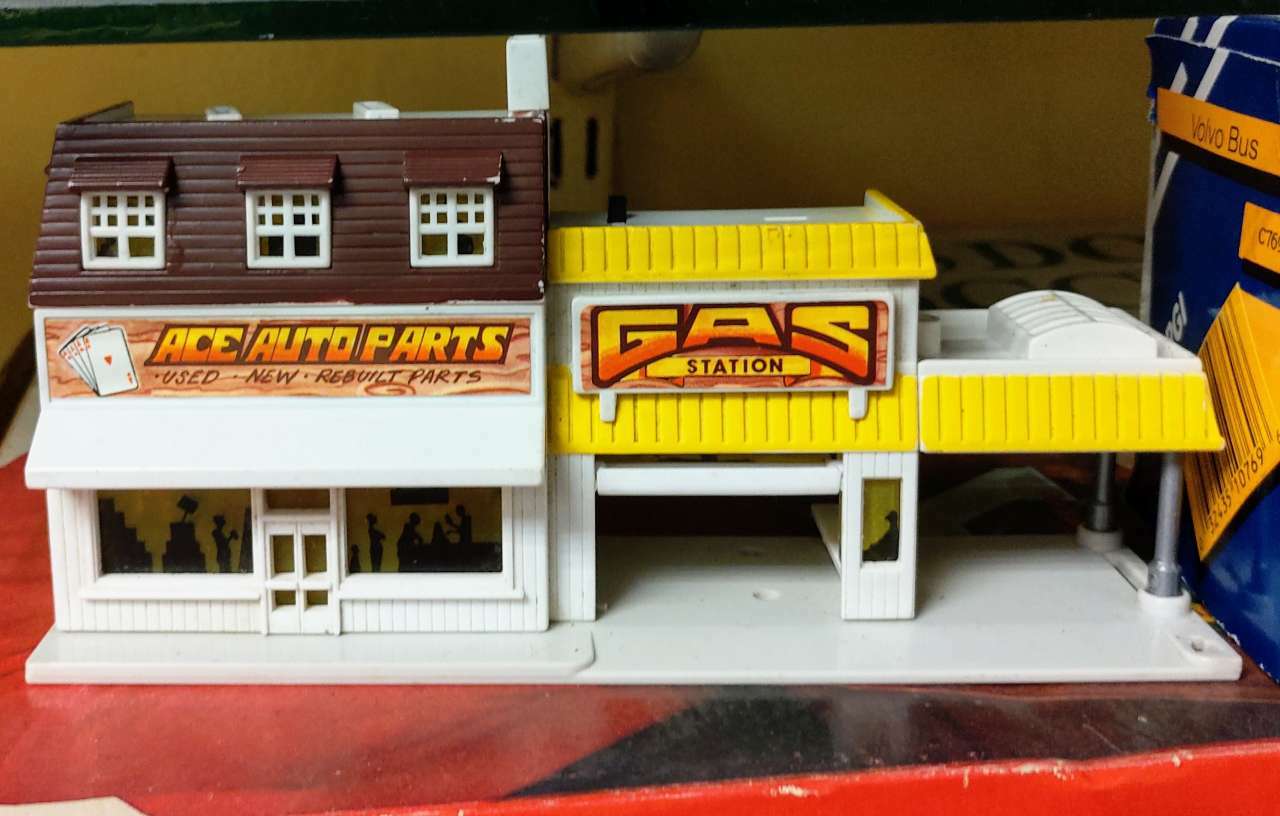 ACE AUTO PARTS
·USED · NEW · REBUILT PARTS
GAS
STATION
Volvo Bus